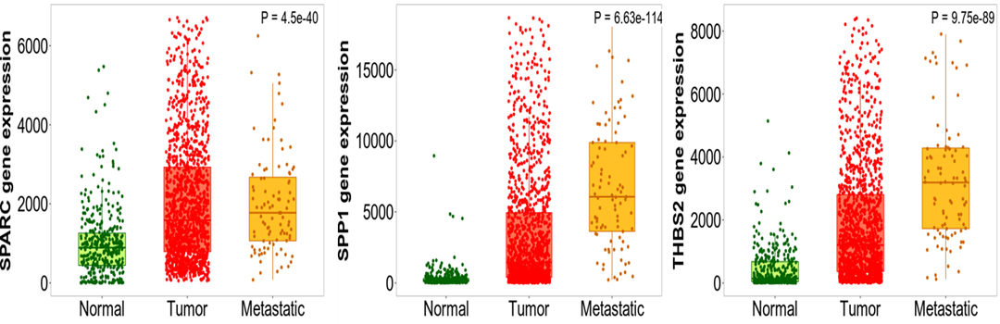 SPARC gene expression
P = 4.5e-40
6000
4000
2000
0
Normal Tumor Metastatic
SPP1 gene expression
P = 6.63e-114
15000
10000
5000
0
Normal Tumor Metastatic
THBS2 gene expression
P = 9.75e-89
8000
6000
4000
2000
0
Normal Tumor Metastatic